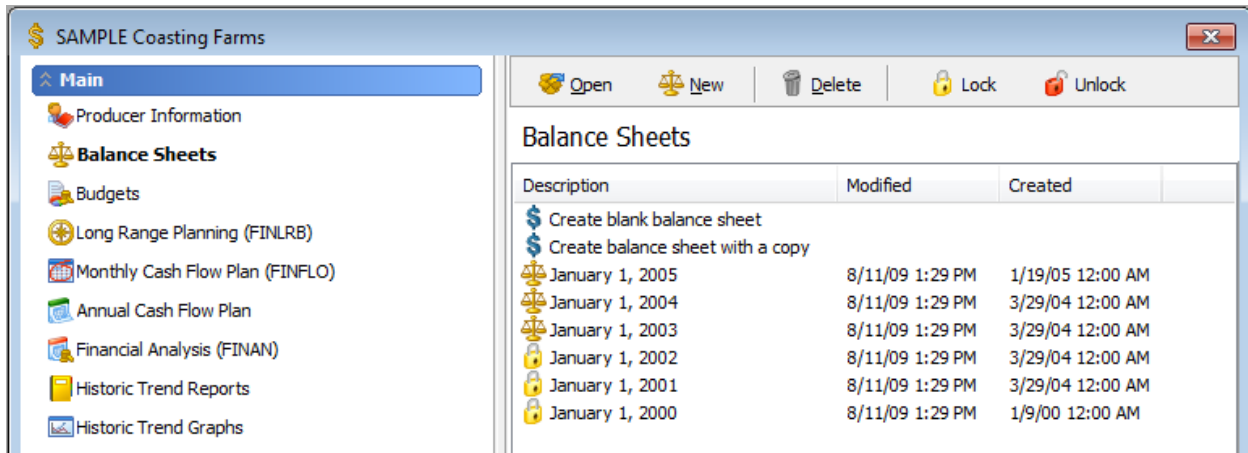 SAMPLE Coasting Farms
Main
Producer Information
Balance Sheets
Budgets
Long Range Planning (FINLRB)
Monthly Cash Flow Plan (FINFLO)
Annual Cash Flow Plan
Financial Analysis (FINAN)
Historic Trend Reports
Historic Trend Graphs
Open New Delete Lock Unlock
Balance Sheets
Description Modified Created
Create blank balance sheet
Create balance sheet with a copy
January 1, 2005 8/11/09 1:29 PM 1/19/05 12:00 AM
January 1, 2004 8/11/09 1:29 PM 3/29/04 12:00 AM
January 1, 2003 8/11/09 1:29 PM 3/29/04 12:00 AM
January 1, 2002 8/11/09 1:29 PM 3/29/04 12:00 AM
January 1, 2001 8/11/09 1:29 PM 3/29/04 12:00 AM
January 1, 2000 8/11/09 1:29 PM 1/9/00 12:00 AM